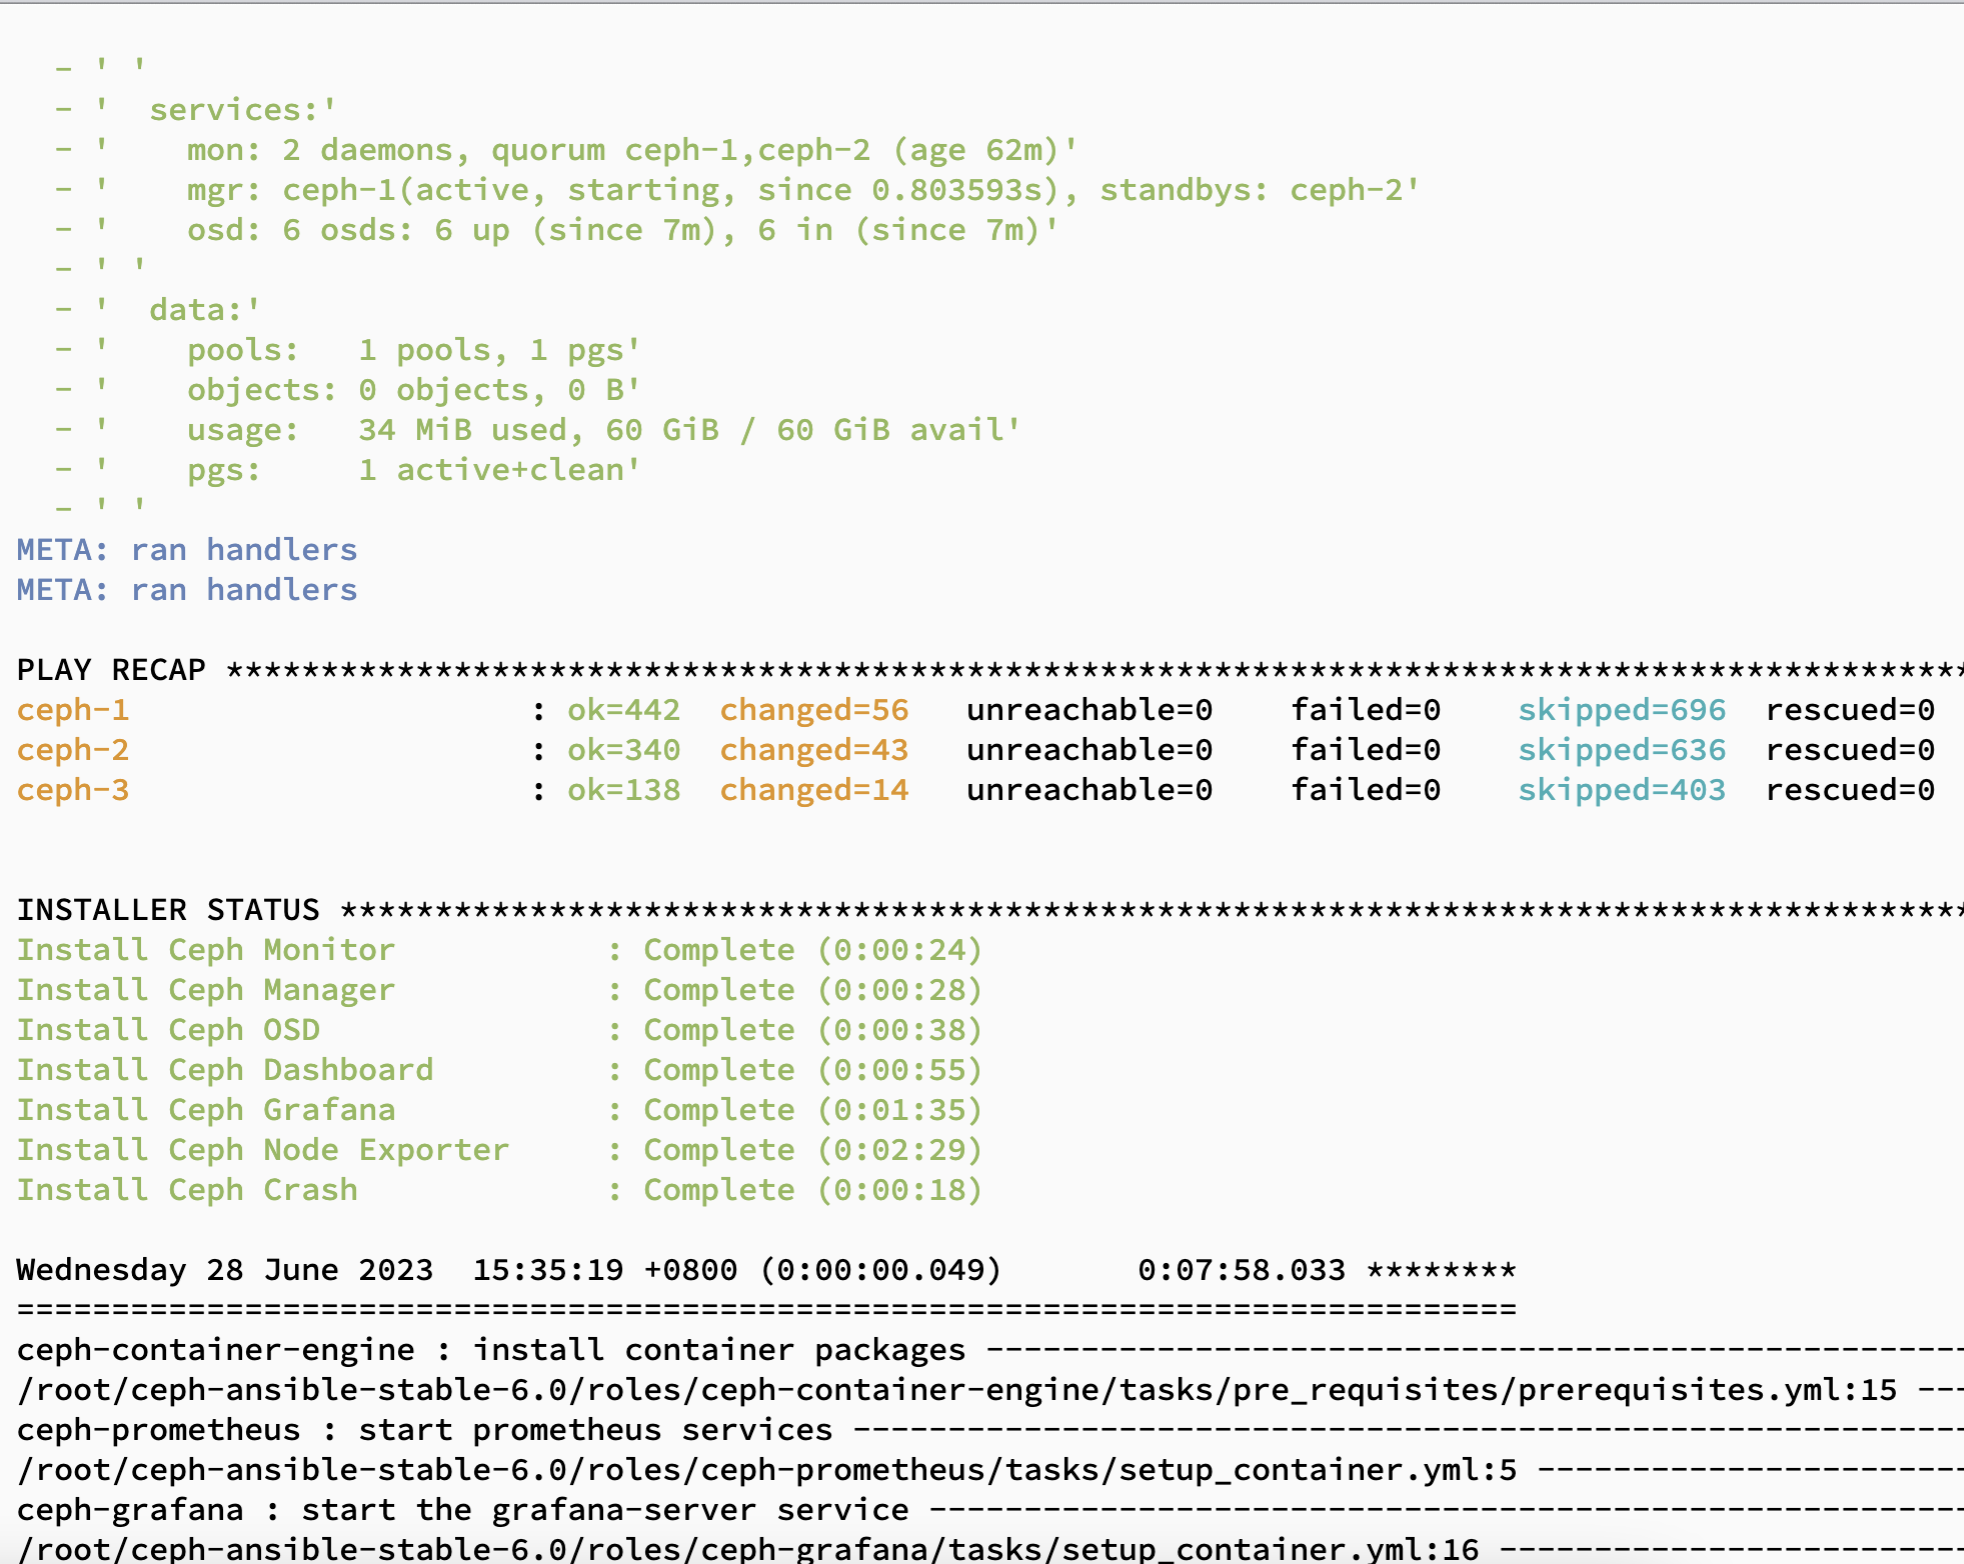 - ' '
  - '  services:'
  - '    mon: 2 daemons, quorum ceph-1,ceph-2 (age 62m)'
  - '    mgr: ceph-1(active, starting, since 0.803593s), standbys: ceph-2'
  - '    osd: 6 osds: 6 up (since 7m), 6 in (since 7m)'
  - ' '
  - '  data:'
  - '    pools:   1 pools, 1 pgs'
  - '    objects: 0 objects, 0 B'
  - '    usage:   34 MiB used, 60 GiB / 60 GiB avail'
  - '    pgs:     1 active+clean'
  - ' '
META: ran handlers
META: ran handlers
PLAY RECAP ********************************************************************************************
ceph-1                     : ok=442  changed=56   unreachable=0    failed=0    skipped=696  rescued=0
ceph-2                     : ok=340  changed=43   unreachable=0    failed=0    skipped=636  rescued=0
ceph-3                     : ok=138  changed=14   unreachable=0    failed=0    skipped=403  rescued=0
INSTALLER STATUS **************************************************************************************
Install Ceph Monitor           : Complete (0:00:24)
Install Ceph Manager           : Complete (0:00:28)
Install Ceph OSD               : Complete (0:00:38)
Install Ceph Dashboard         : Complete (0:00:55)
Install Ceph Grafana           : Complete (0:01:35)
Install Ceph Node Exporter     : Complete (0:02:29)
Install Ceph Crash             : Complete (0:00:18)
Wednesday 28 June 2023  15:35:19 +0800 (0:00:00.049)       0:07:58.033 ********
===============================================================================
ceph-container-engine : install container packages ----------------------------------------------------
/root/ceph-ansible-stable-6.0/roles/ceph-container-engine/tasks/pre_requisites/prerequisites.yml:15 ---
ceph-prometheus : start prometheus services -----------------------------------------------------------
/root/ceph-ansible-stable-6.0/roles/ceph-prometheus/tasks/setup_container.yml:5 -----------------------
ceph-grafana : start the grafana-server service -------------------------------------------------------
/root/ceph-ansible-stable-6.0/roles/ceph-grafana/tasks/setup_container.yml:16 -------------------------